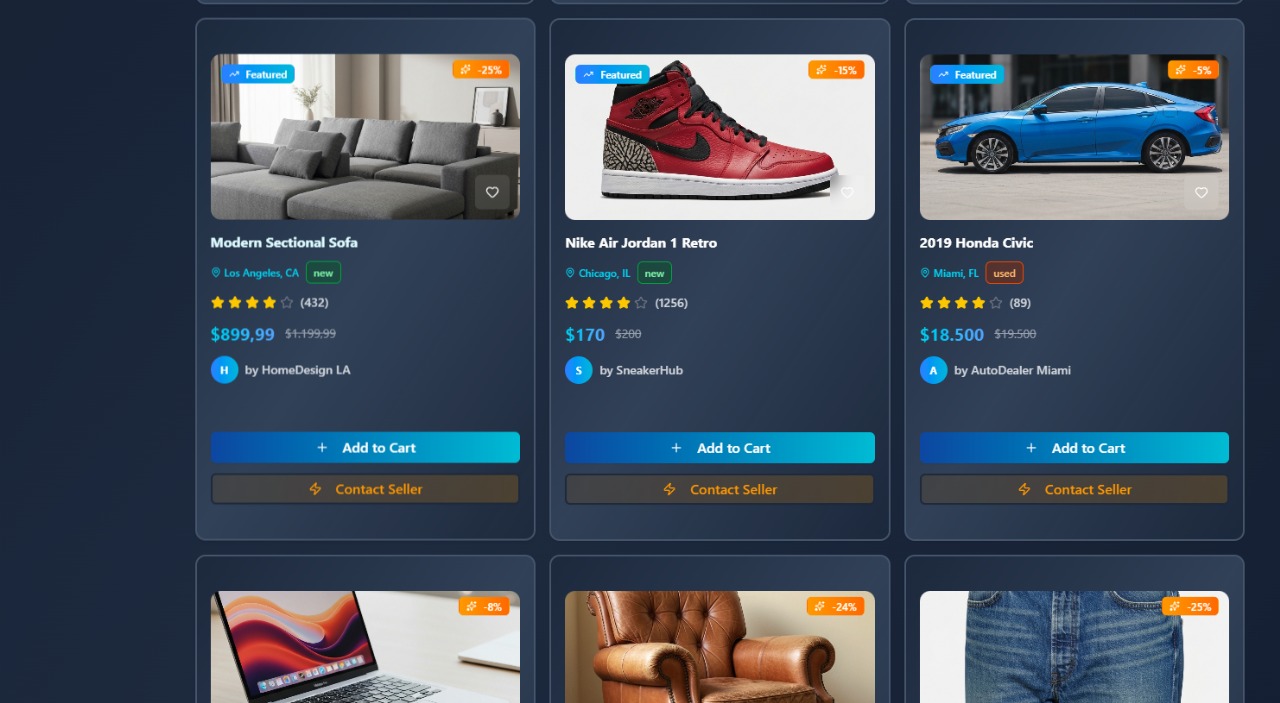 Featured
-25%
Modern Sectional Sofa
Los Angeles, CA new
(432)
$899,99 $1.199,99
H by HomeDesign LA
+ Add to Cart
Contact Seller
Featured
-15%
Nike Air Jordan 1 Retro
Chicago, IL new
(1256)
$170 $200
S by SneakerHub
+ Add to Cart
Contact Seller
Featured
-5%
2019 Honda Civic
Miami, FL used
(89)
$18.500 $19.500
A by AutoDealer Miami
+ Add to Cart
Contact Seller
-8%
-24%
-25%